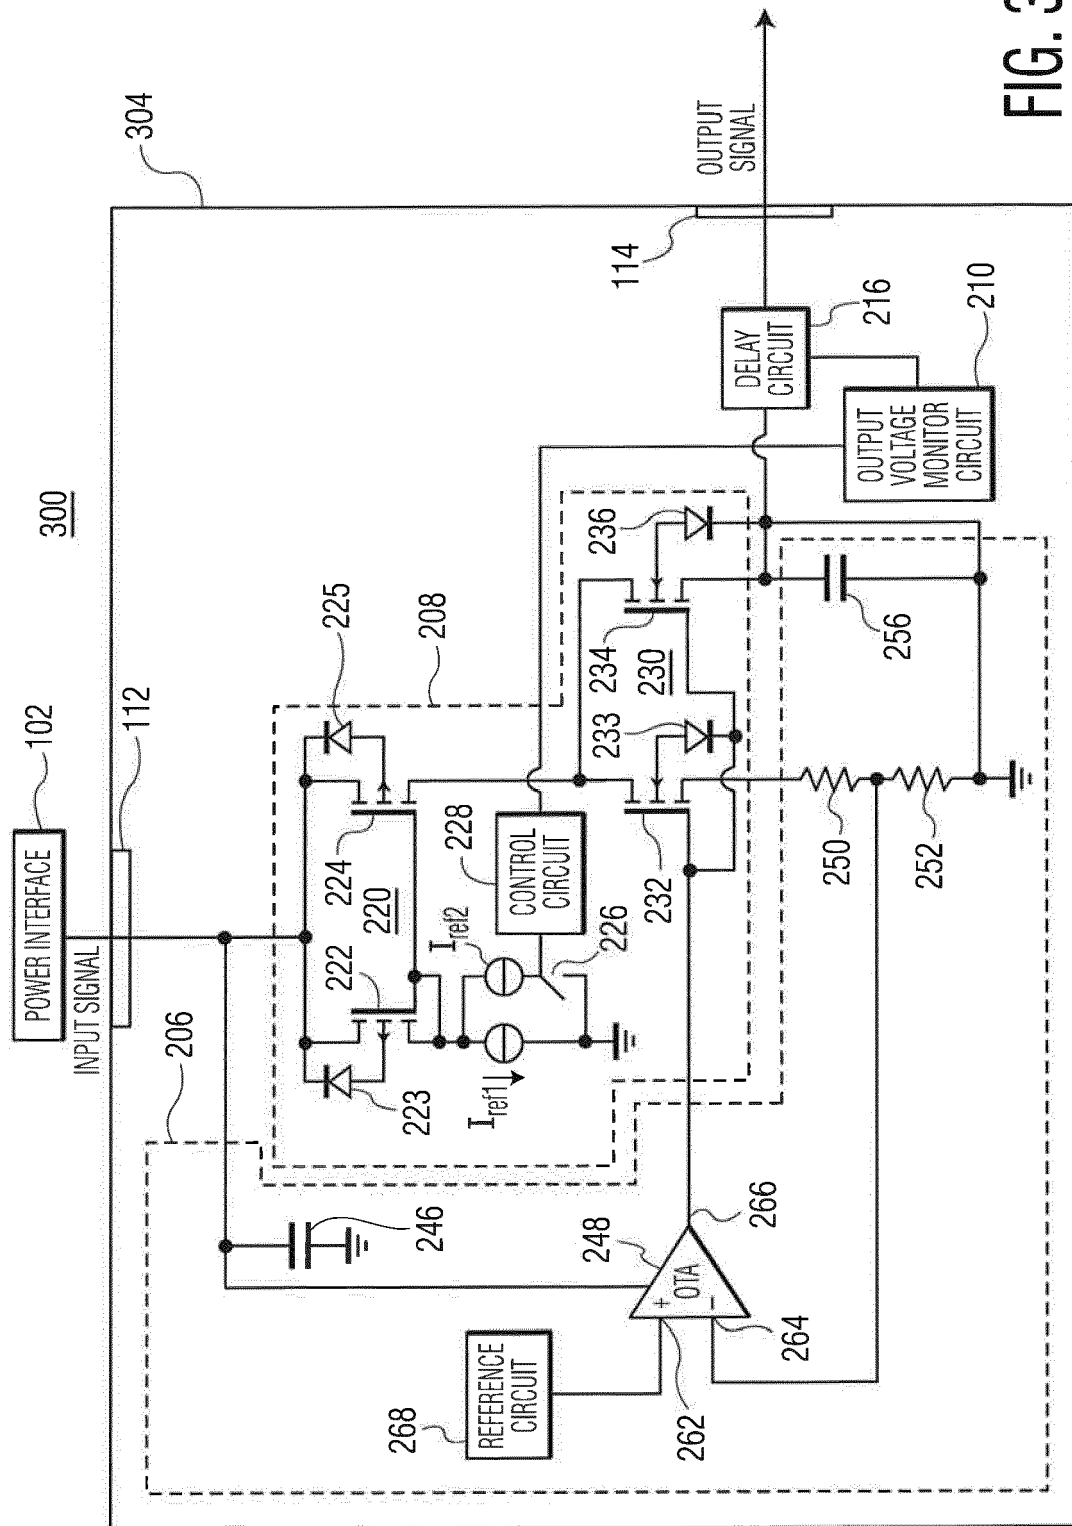 FIG. 3
300
304
POWER INTERFACE
102
112
INPUT SIGNAL
206
208
223
222
220
224
225
Iref1
Iref2
226
CONTROL
CIRCUIT
228
232
233
230
234
236
246
248
OTA
+
−
262
264
266
REFERENCE
CIRCUIT
268
250
252
256
OUTPUT
VOLTAGE
MONITOR
CIRCUIT
210
DELAY
CIRCUIT
216
114
OUTPUT
SIGNAL